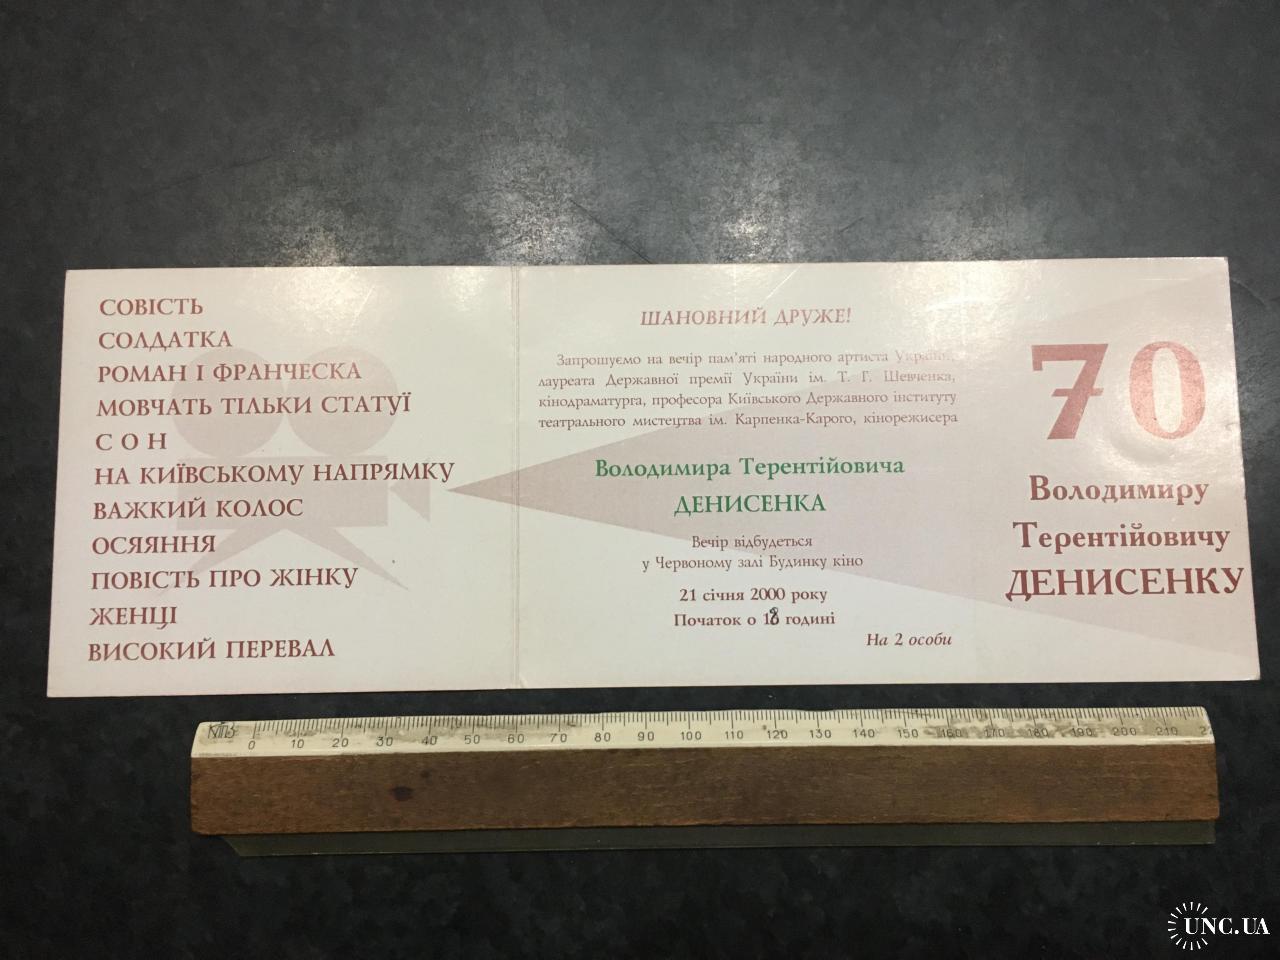 СОВІСТЬ
СОЛДАТКА
РОМАН І ФРАНЧЕСКА
МОВЧАТЬ ТІЛЬКИ СТАТУЇ
С О Н
НА КИЇВСЬКОМУ НАПРЯМКУ
ВАЖКИЙ КОЛОС
ОСЯЯННЯ
ПОВІСТЬ ПРО ЖІНКУ
ЖЕНЦІ
ВИСОКИЙ ПЕРЕВАЛ
ШАНОВНИЙ ДРУЖЕ!
Запрошуємо на вечір пам'яті народного артиста України,
лауреата Державної премії України ім. Т. Г. Шевченка,
кінодраматурга, професора Київського Державного інституту
театрального мистецтва ім. Карпенка-Карого, кінорежисера
Володимира Терентійовича
ДЕНИСЕНКА
Вечір відбудеться
у Червоному залі Будинку кіно
21 січня 2000 року
Початок о 18 годині
На 2 особи
70
Володимиру
Терентійовичу
ДЕНИСЕНКУ
0 10 20 30 40 50 60 70 80 90 100 110 120 130 140 150 160 170 180 190 200 210
UNC.UA